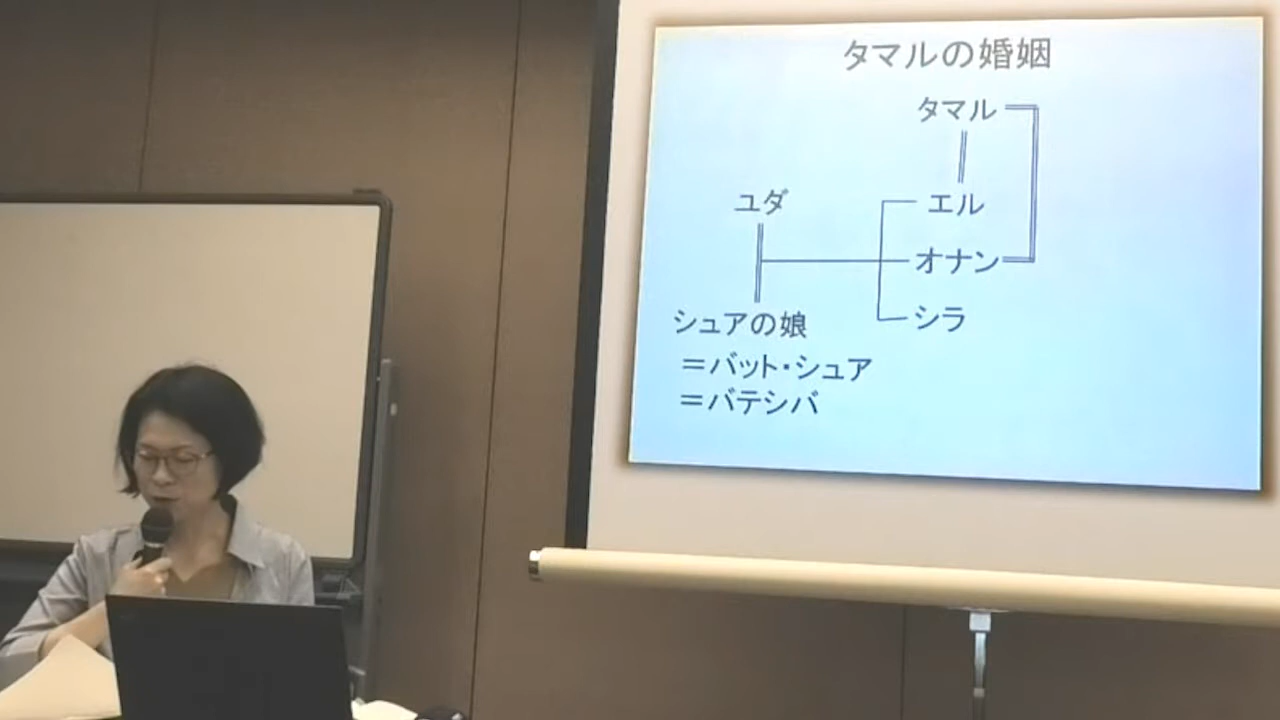 タマルの婚姻
タマル
ユダ
エル
オナン
シュアの娘
シラ
＝バット・シュア
＝バテシバ